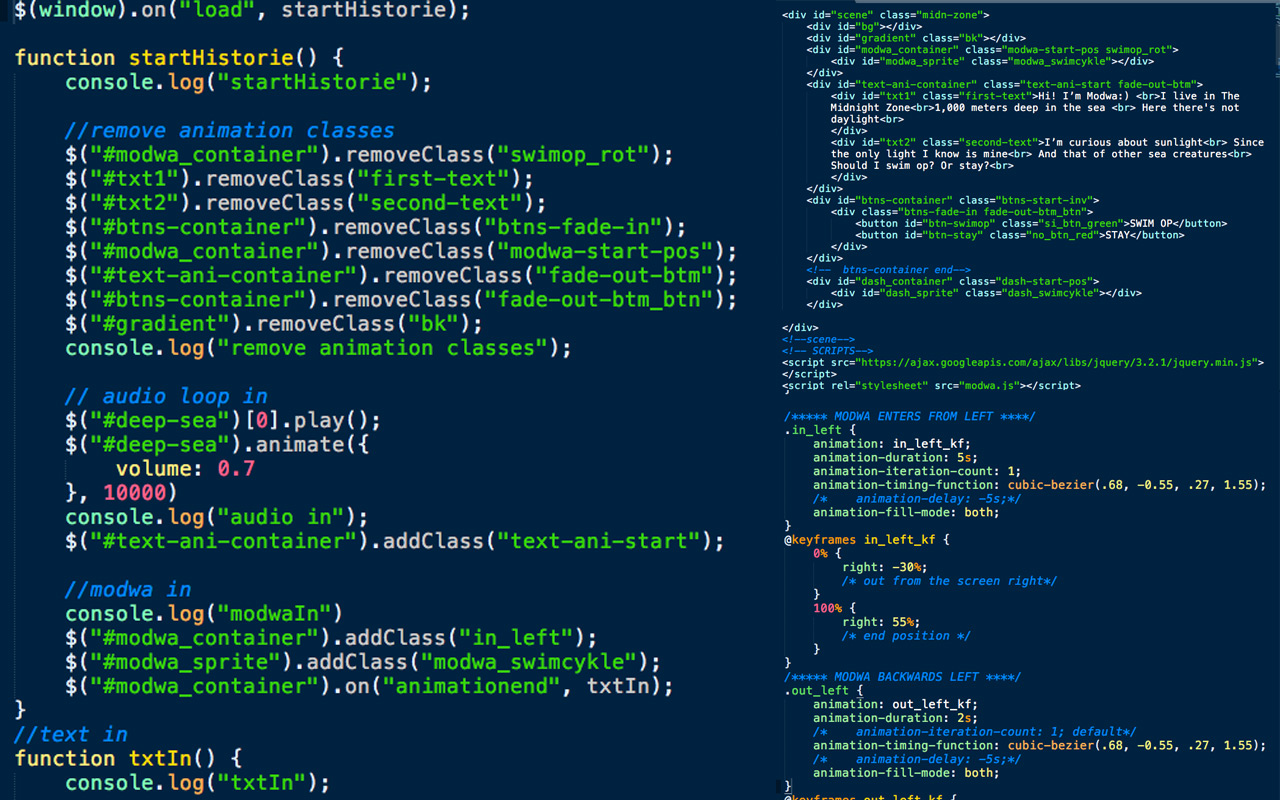 $(window).on("load", startHistorie);
function startHistorie() {
console.log("startHistorie");
//remove animation classes
$("#modwa_container").removeClass("swimop_rot");
$("#txt1").removeClass("first-text");
$("#txt2").removeClass("second-text");
$("#btns-container").removeClass("btns-fade-in");
$("#modwa_container").removeClass("modwa-start-pos");
$("#text-ani-container").removeClass("fade-out-btm");
$("#btns-container").removeClass("fade-out-btm_btn");
$("#gradient").removeClass("bk");
console.log("remove animation classes");
// audio loop in
$("#deep-sea")[0].play();
$("#deep-sea").animate({
volume: 0.7
}, 10000)
console.log("audio in");
$("#text-ani-container").addClass("text-ani-start");
//modwa in
console.log("modwaIn")
$("#modwa_container").addClass("in_left");
$("#modwa_sprite").addClass("modwa_swimcykle");
$("#modwa_container").on("animationend", txtIn);
}
//text in
function txtIn() {
console.log("txtIn");
<div id="scene" class="midn-zone">
<div id="bg"></div>
<div id="gradient" class="bk"></div>
<div id="modwa_container" class="modwa-start-pos swimop_rot">
<div id="modwa_sprite" class="modwa_swimcykle"></div>
</div>
<div id="text-ani-container" class="text-ani-start fade-out-btm">
<div id="txt1" class="first-text">Hi! I’m Modwa:) <br>I live in The
Midnight Zone<br>1,000 meters deep in the sea <br> Here there's not
daylight<br>
</div>
<div id="txt2" class="second-text">I’m curious about sunlight<br> Since
the only light I know is mine<br> And that of other sea creatures<br>
Should I swim op? Or stay?<br>
</div>
</div>
<div id="btns-container" class="btns-start-inv">
<div class="btns-fade-in fade-out-btm_btn">
<button id="btn-swimop" class="si_btn_green">SWIM OP</button>
<button id="btn-stay" class="no_btn_red">STAY</button>
</div>
</div>
<!--  btns-container end-->
<div id="dash_container" class="dash-start-pos">
<div id="dash_sprite" class="dash_swimcykle"></div>
</div>
</div>
<!--scene-->
<!-- SCRIPTS-->
<script src="https://ajax.googleapis.com/ajax/libs/jquery/3.2.1/jquery.min.js">
</script>
<script rel="stylesheet" src="modwa.js"></script>
/***** MODWA ENTERS FROM LEFT ****/
.in_left {
animation: in_left_kf;
animation-duration: 5s;
animation-iteration-count: 1;
animation-timing-function: cubic-bezier(.68, -0.55, .27, 1.55);
/*    animation-delay: -5s;*/
animation-fill-mode: both;
}
@keyframes in_left_kf {
0% {
right: -30%;
/* out from the screen right*/
}
100% {
right: 55%;
/* end position */
}
}
/***** MODWA BACKWARDS LEFT ****/
.out_left {
animation: out_left_kf;
animation-duration: 2s;
/*    animation-iteration-count: 1; default*/
animation-timing-function: cubic-bezier(.68, -0.55, .27, 1.55);
/*    animation-delay: -5s;*/
animation-fill-mode: both;
}
@keyframes out_left_kf {